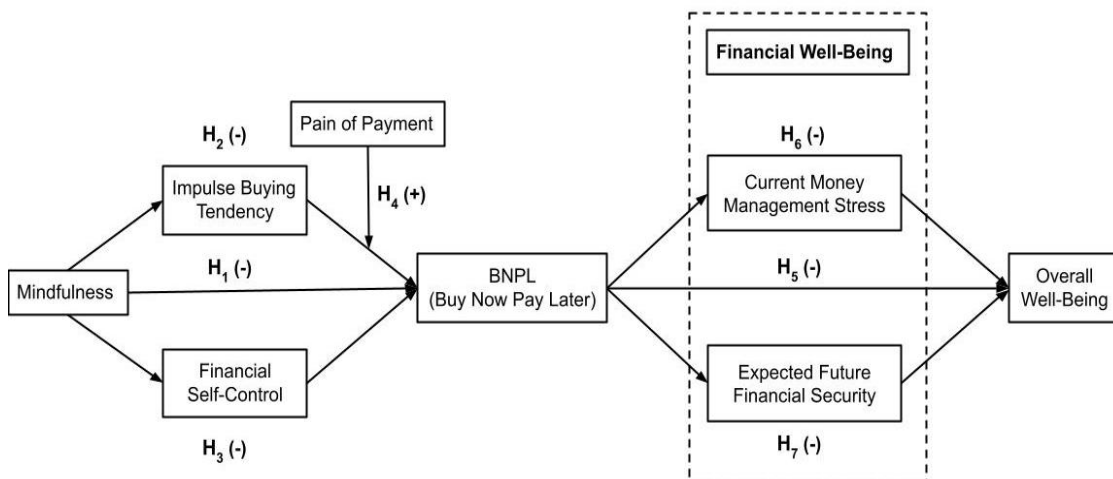 Financial Well-Being
Pain of Payment
H₂ (-)
H₆ (-)
Impulse Buying
Tendency
H₄ (+)
Current Money
Management Stress
Mindfulness
H₁ (-)
BNPL
(Buy Now Pay Later)
H₅ (-)
Overall
Well-Being
Financial
Self-Control
Expected Future
Financial Security
H₃ (-)
H₇ (-)